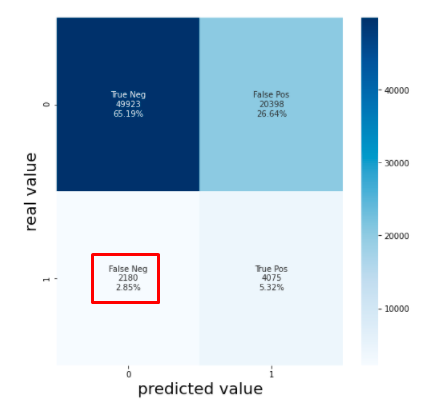 True Neg
49923
65.19%
False Pos
20398
26.64%
0
real value
False Neg
2180
2.85%
True Pos
4075
5.32%
1
0
1
predicted value
40000
30000
20000
10000